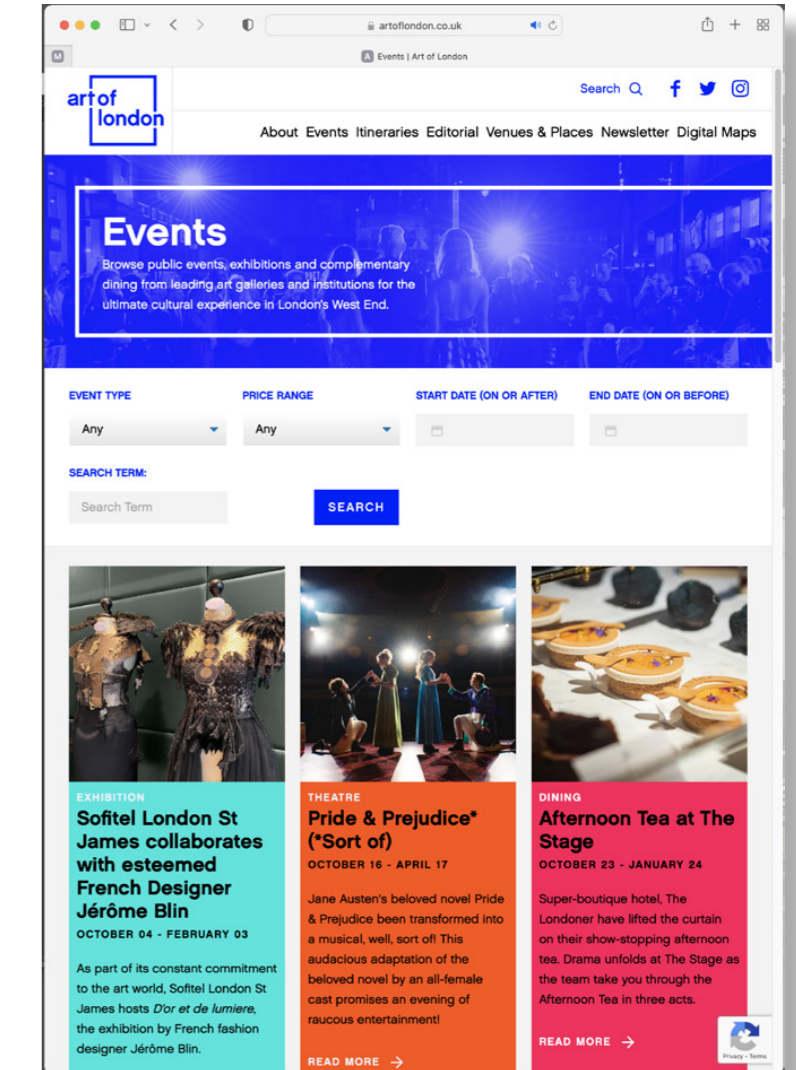 artoflondon.co.uk
M
A Events | Art of London
art of
london
Search
About Events Itineraries Editorial Venues & Places Newsletter Digital Maps
Events
Browse public events, exhibitions and complementary
dining from leading art galleries and institutions for the
ultimate cultural experience in London's West End.
EVENT TYPE
PRICE RANGE
START DATE (ON OR AFTER)
END DATE (ON OR BEFORE)
Any
Any
SEARCH TERM:
Search Term
SEARCH
EXHIBITION
Sofitel London St
James collaborates
with esteemed
French Designer
Jérôme Blin
OCTOBER 04 - FEBRUARY 03
As part of its constant commitment
to the art world, Sofitel London St
James hosts D'or et de lumiere,
the exhibition by French fashion
designer Jérôme Blin.
THEATRE
Pride & Prejudice*
(*Sort of)
OCTOBER 16 - APRIL 17
Jane Austen's beloved novel Pride
& Prejudice been transformed into
a musical, well, sort of! This
audacious adaptation of the
beloved novel by an all-female
cast promises an evening of
raucous entertainment!
READ MORE →
DINING
Afternoon Tea at The
Stage
OCTOBER 23 - JANUARY 24
Super-boutique hotel, The
Londoner have lifted the curtain
on their show-stopping afternoon
tea. Drama unfolds at The Stage as
the team take you through the
Afternoon Tea in three acts.
READ MORE →
Privacy - Terms